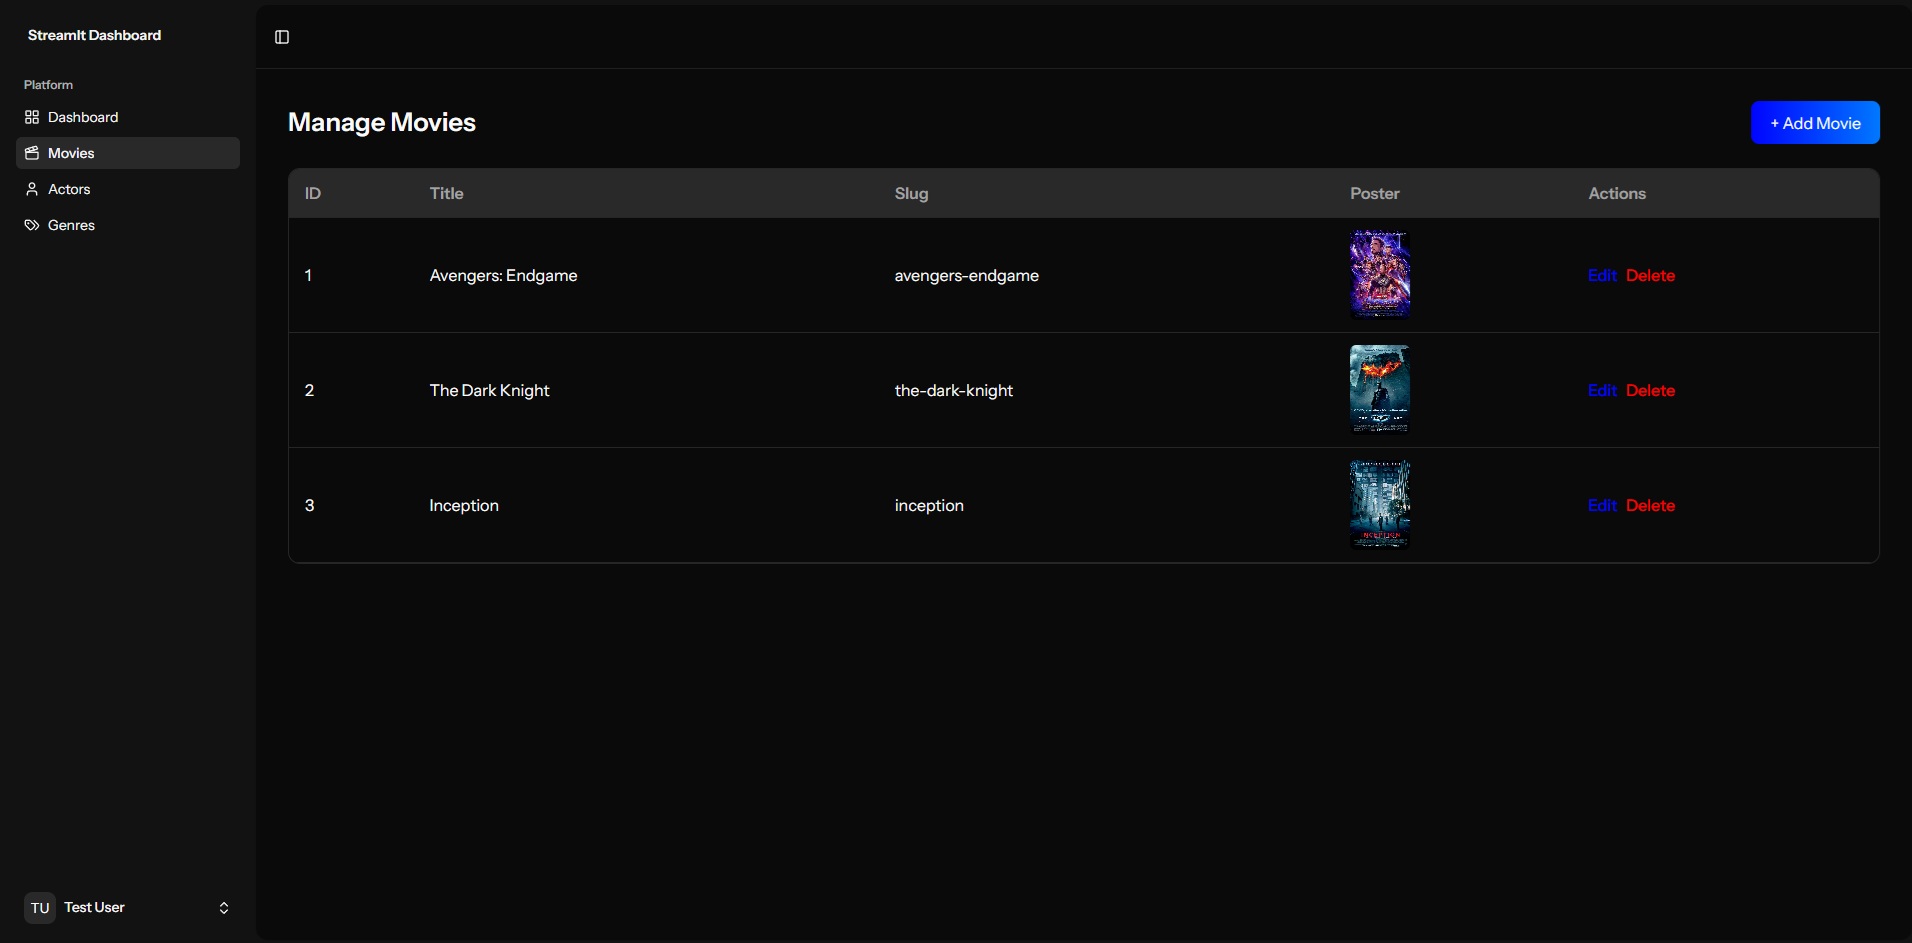 StreamIt Dashboard
Platform
Dashboard
Movies
Actors
Genres
Manage Movies
+ Add Movie
ID Title Slug Poster Actions
1 Avengers: Endgame avengers-endgame Edit Delete
2 The Dark Knight the-dark-knight Edit Delete
3 Inception inception Edit Delete
INCEPTION
TU Test User